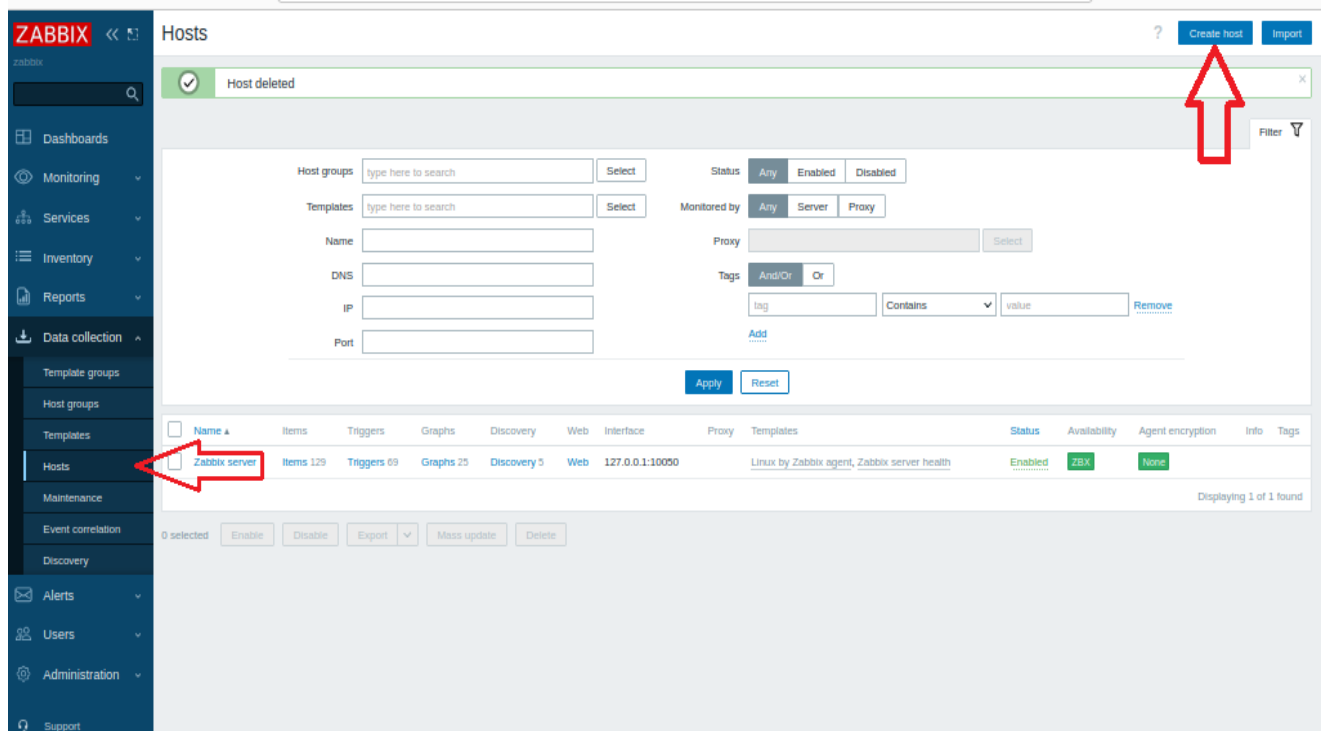 ZABBIX
Hosts
?
Create host
Import
zabbix
Host deleted
Filter
Dashboards
Monitoring
Services
Inventory
Reports
Data collection
Template groups
Host groups
Templates
Hosts
Maintenance
Event correlation
Discovery
Alerts
Users
Administration
Support
Host groups type here to search Select
Templates type here to search Select
Name
DNS
IP
Port
Status Any Enabled Disabled
Monitored by Any Server Proxy
Proxy Select
Tags And/Or Or
tag Contains value Remove
Add
Apply Reset
Name Items Triggers Graphs Discovery Web Interface Proxy Templates Status Availability Agent encryption Info Tags
Zabbix server Items 129 Triggers 69 Graphs 25 Discovery 5 Web 127.0.0.1:10050 Linux by Zabbix agent, Zabbix server health Enabled ZBX None
Displaying 1 of 1 found
0 selected Enable Disable Export Mass update Delete